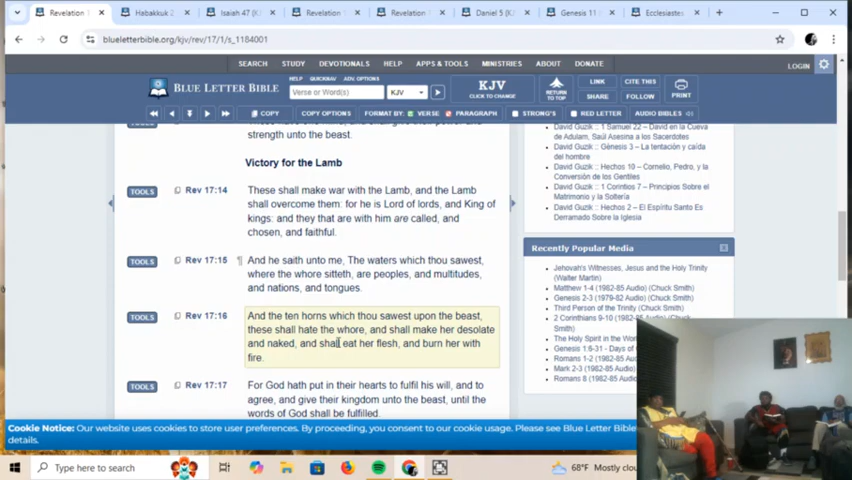 Revelation
Habakkuk 2
Isaiah 47 (KJV
Revelation
Revelation
Daniel 5 (KJV
Genesis 11
Ecclesiastes
blueletterbible.org/kjv/rev/17/1/s_1184001
SEARCH STUDY DEVOTIONALS HELP APPS & TOOLS MINISTRIES ABOUT DONATE
LOGIN
BLUE LETTER BIBLE
HELP QUICKNAV ADV. OPTIONS
Verse or Word(s)
KJV
KJV
CLICK TO CHANGE
RETURN TO TOP
LINK
SHARE
CITE THIS
FOLLOW
PRINT
COPY COPY OPTIONS FORMAT BY: VERSE PARAGRAPH STRONG'S RED LETTER AUDIO BIBLES
strength unto the beast.
Victory for the Lamb
TOOLS Rev 17:14 These shall make war with the Lamb, and the Lamb
shall overcome them: for he is Lord of lords, and King of
kings: and they that are with him are called, and
chosen, and faithful.
TOOLS Rev 17:15 ¶ And he saith unto me, The waters which thou sawest,
where the whore sitteth, are peoples, and multitudes,
and nations, and tongues.
TOOLS Rev 17:16 And the ten horns which thou sawest upon the beast,
these shall hate the whore, and shall make her desolate
and naked, and shall eat her flesh, and burn her with
fire.
TOOLS Rev 17:17 For God hath put in their hearts to fulfil his will, and to
agree, and give their kingdom unto the beast, until the
words of God shall be fulfilled.
David Guzik :: 1 Samuel 22 – David en la Cueva
de Adulam, Saúl Asesina a los Sacerdotes
David Guzik :: Génesis 3 – La tentación y caída
del hombre
David Guzik :: Hechos 10 – Cornelio, Pedro, y la
Conversión de los Gentiles
David Guzik :: 1 Corintios 7 – Principios Sobre el
Matrimonio y la Soltería
David Guzik :: Hechos 2 – El Espíritu Santo Es
Derramado Sobre la Iglesia
Recently Popular Media
Jehovah's Witnesses, Jesus and the Holy Trinity
(Walter Martin)
Matthew 1-4 (1982-85 Audio) (Chuck Smith)
Genesis 2-3 (1979-82 Audio) (Chuck Smith)
Third Person of the Trinity (Chuck Smith)
2 Corinthians 9-10 (1982-85 Audio) (Chuck
Smith)
The Holy Spirit in the
Genesis 1:6-31 - Days of
Romans 1-2 (1982-85
Mark 2-3 (1982-85 Audio)
Romans 8 (1982-85
Cookie Notice: Our website uses cookies to store user preferences. By proceeding, you consent to our cookie usage. Please see Blue Letter
details.
Type here to search
68°F Mostly